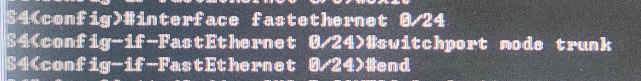 S4(config)#interface fastethernet 0/24
S4(config-if-FastEthernet 0/24)#switchport mode trunk
S4(config-if-FastEthernet 0/24)#end